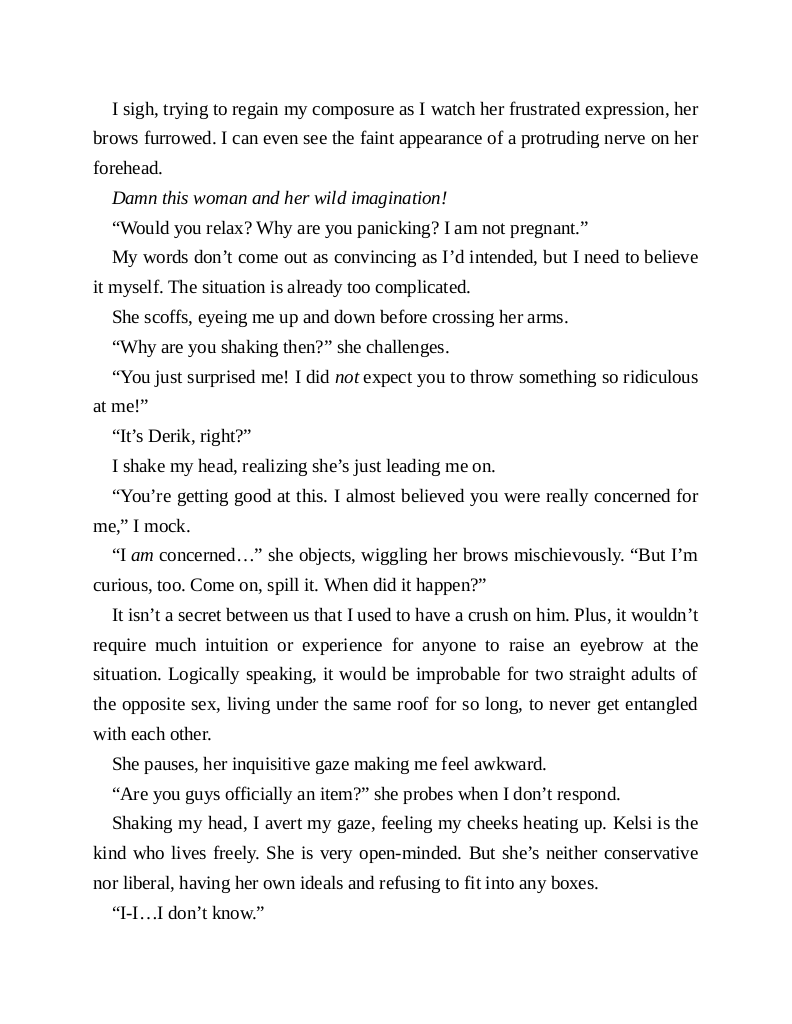 I sigh, trying to regain my composure as I watch her frustrated expression, her
brows furrowed. I can even see the faint appearance of a protruding nerve on her
forehead.
Damn this woman and her wild imagination!
“Would you relax? Why are you panicking? I am not pregnant.”
My words don’t come out as convincing as I’d intended, but I need to believe
it myself. The situation is already too complicated.
She scoffs, eyeing me up and down before crossing her arms.
“Why are you shaking then?” she challenges.
“You just surprised me! I did not expect you to throw something so ridiculous
at me!”
“It’s Derik, right?”
I shake my head, realizing she’s just leading me on.
“You’re getting good at this. I almost believed you were really concerned for
me,” I mock.
“I am concerned…” she objects, wiggling her brows mischievously. “But I’m
curious, too. Come on, spill it. When did it happen?”
It isn’t a secret between us that I used to have a crush on him. Plus, it wouldn’t
require much intuition or experience for anyone to raise an eyebrow at the
situation. Logically speaking, it would be improbable for two straight adults of
the opposite sex, living under the same roof for so long, to never get entangled
with each other.
She pauses, her inquisitive gaze making me feel awkward.
“Are you guys officially an item?” she probes when I don’t respond.
Shaking my head, I avert my gaze, feeling my cheeks heating up. Kelsi is the
kind who lives freely. She is very open-minded. But she’s neither conservative
nor liberal, having her own ideals and refusing to fit into any boxes.
“I-I…I don’t know.”